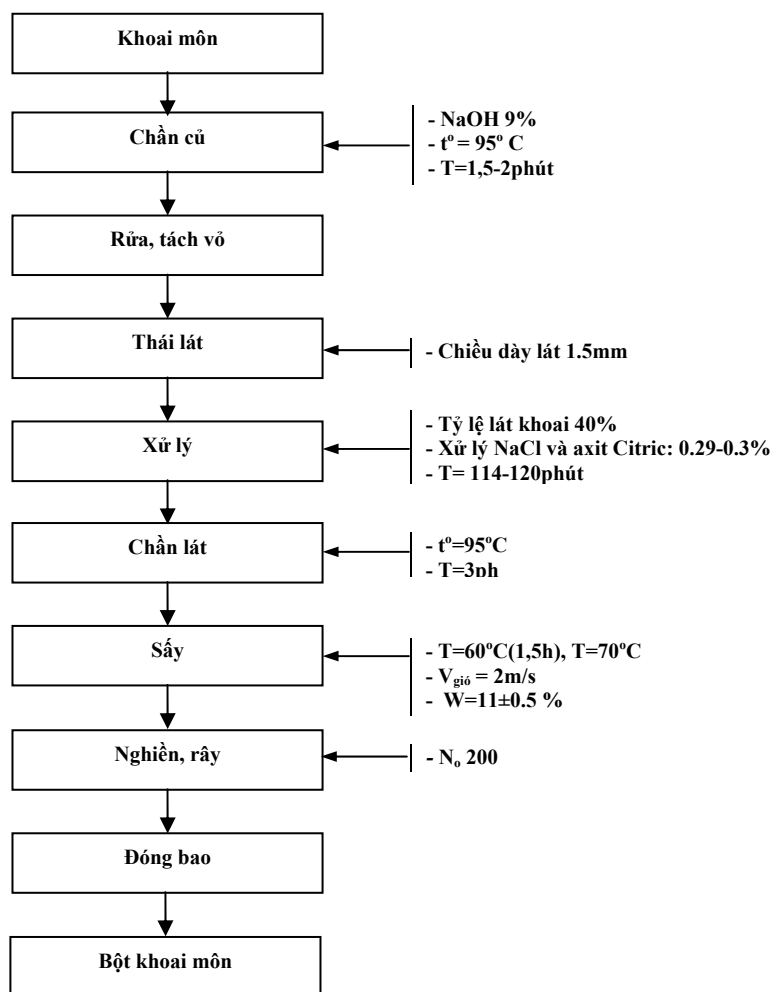 Khoai môn
Chần củ
- NaOH 9%
- tº = 95º C
- T=1,5-2phút
Rửa, tách vỏ
Thái lát
- Chiều dày lát 1.5mm
Xử lý
- Tỷ lệ lát khoai 40%
- Xử lý NaCl và axit Citric: 0.29-0.3%
- T= 114-120phút
Chần lát
- tº=95ºC
- T=3ph
Sấy
- T=60ºC(1,5h), T=70ºC
- Vgió = 2m/s
- W=11±0.5 %
Nghiền, rây
- No 200
Đóng bao
Bột khoai môn